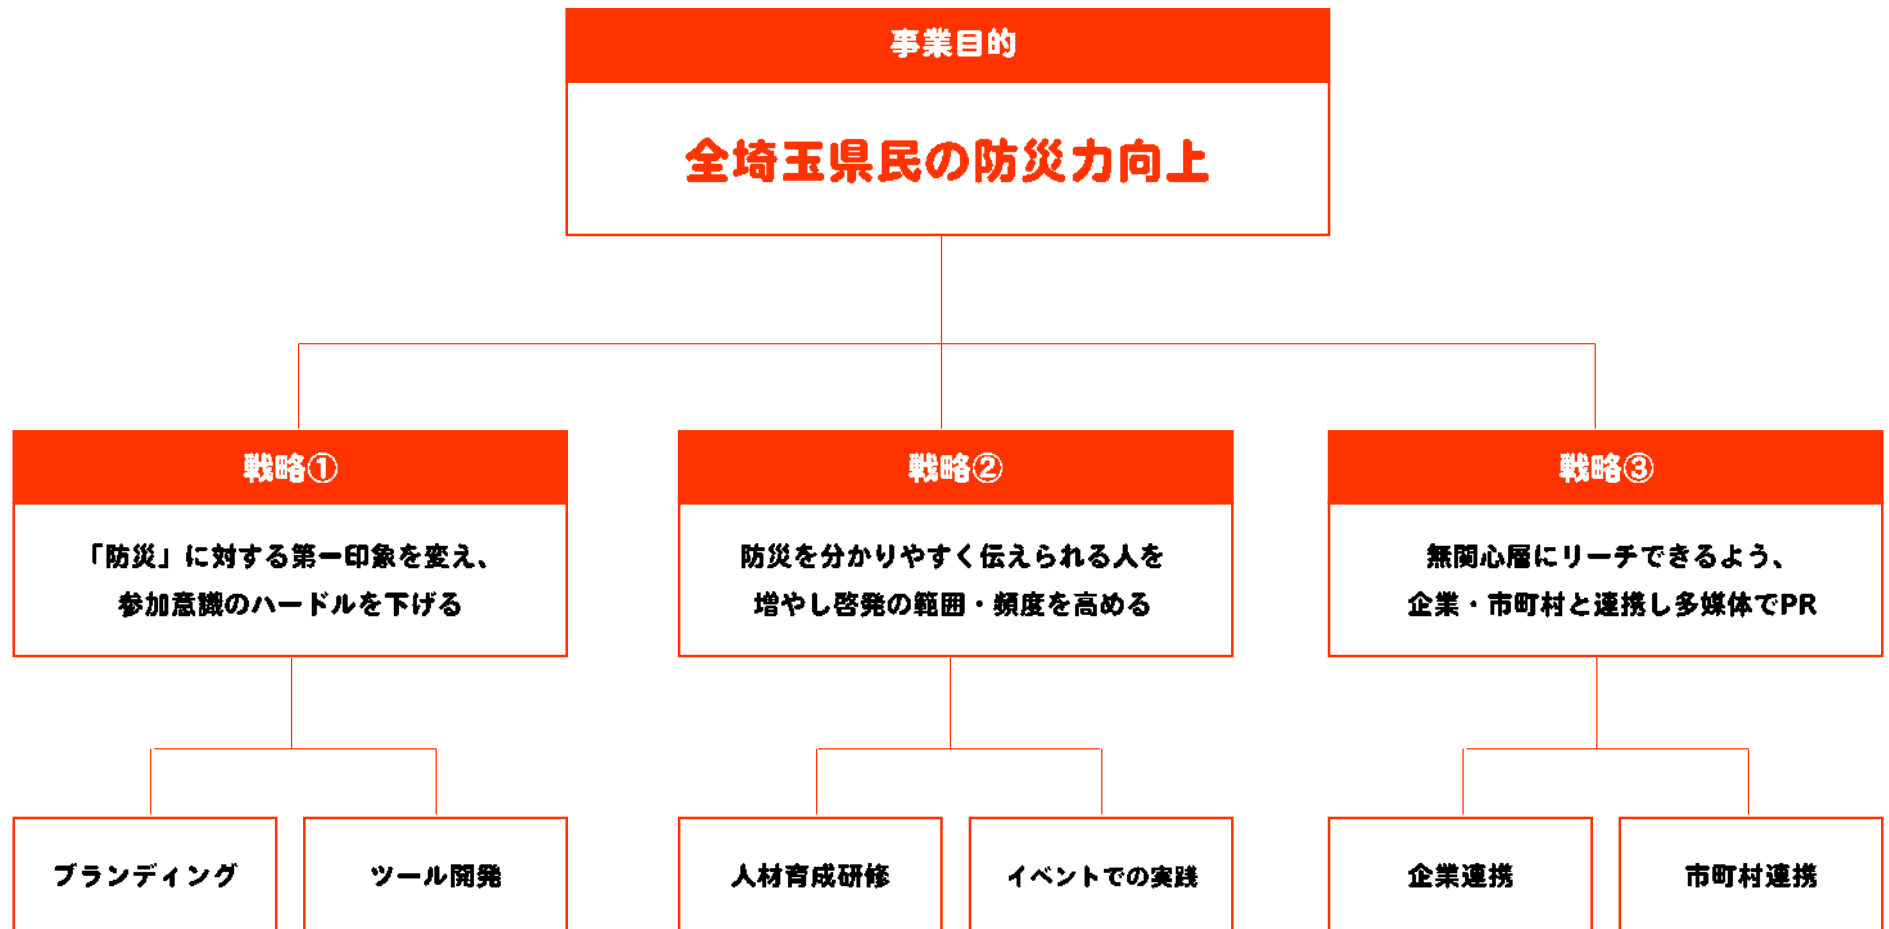 事業目的
全埼玉県民の防災力向上
戦略①
「防災」に対する第一印象を変え、
参加意識のハードルを下げる
戦略②
防災を分かりやすく伝えられる人を
増やし啓発の範囲・頻度を高める
戦略③
無関心層にリーチできるよう、
企業・市町村と連携し多媒体でPR
ブランディング
ツール開発
人材育成研修
イベントでの実践
企業連携
市町村連携